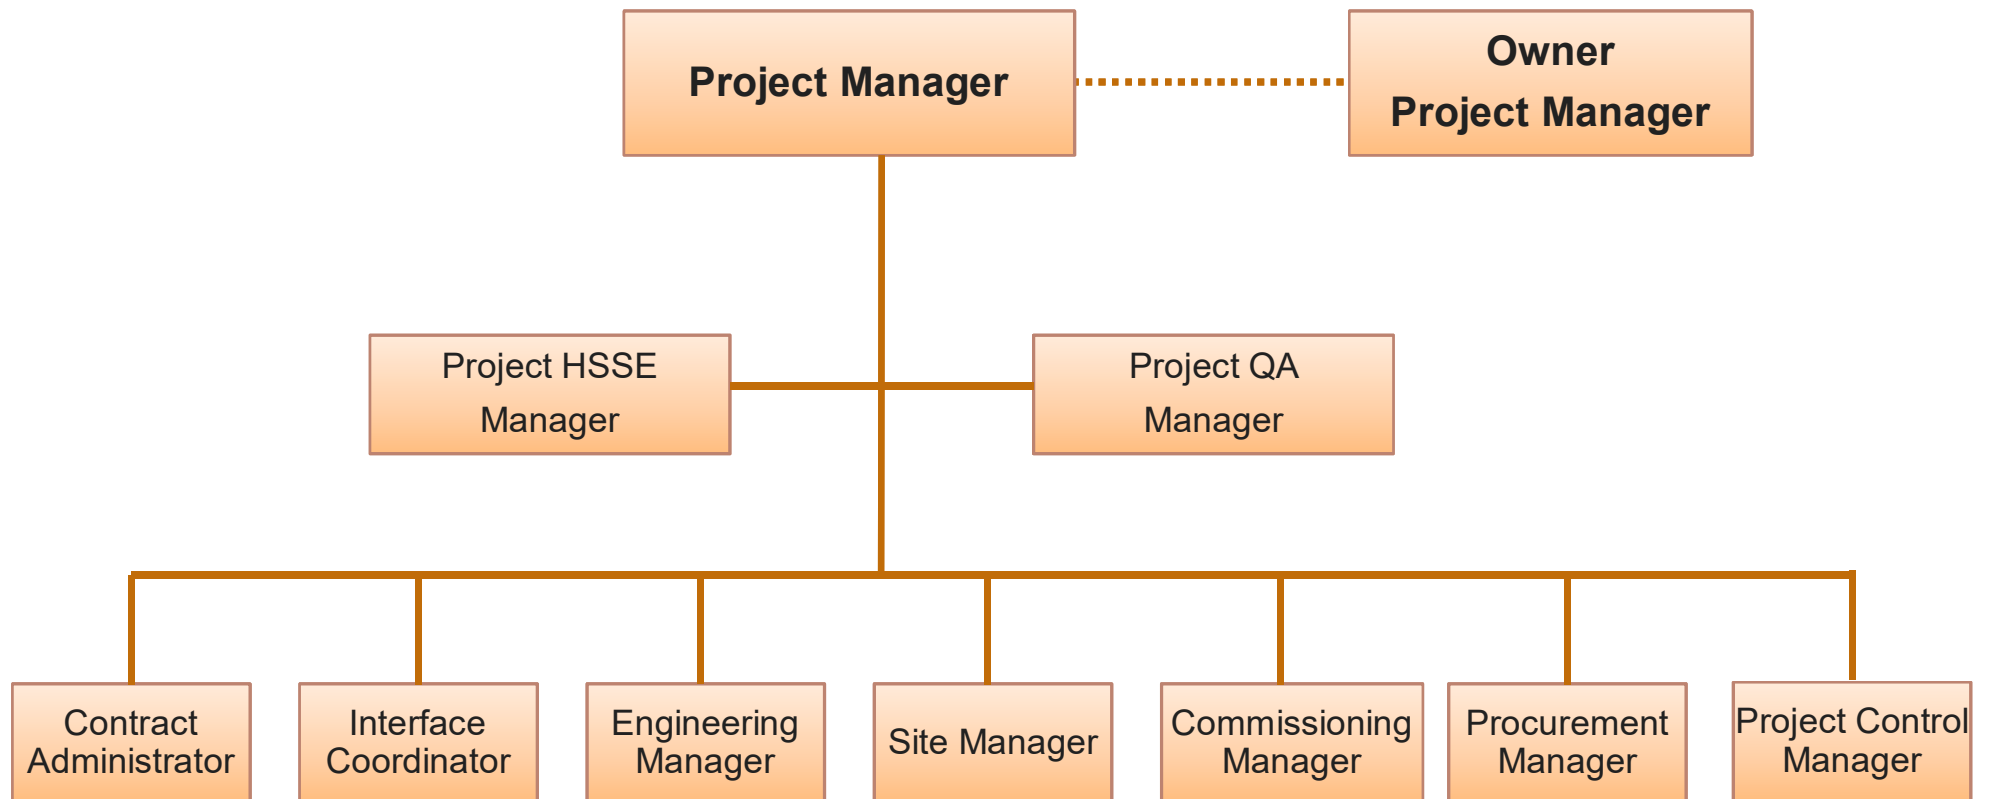 Project Manager
Owner
Project Manager
Project HSSE
Manager
Project QA
Manager
Contract
Administrator
Interface
Coordinator
Engineering
Manager
Site Manager
Commissioning
Manager
Procurement
Manager
Project Control
Manager